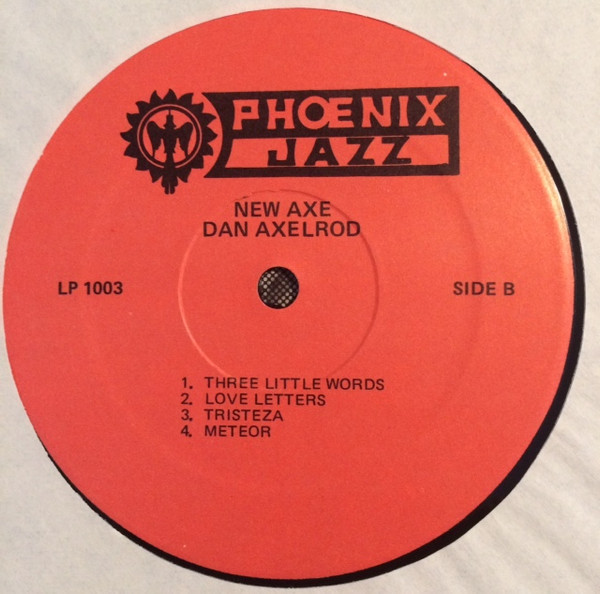 PHŒNIX
JAZZ
NEW AXE
DAN AXELROD
LP 1003
SIDE B
1. THREE LITTLE WORDS
2. LOVE LETTERS
3. TRISTEZA
4. METEOR